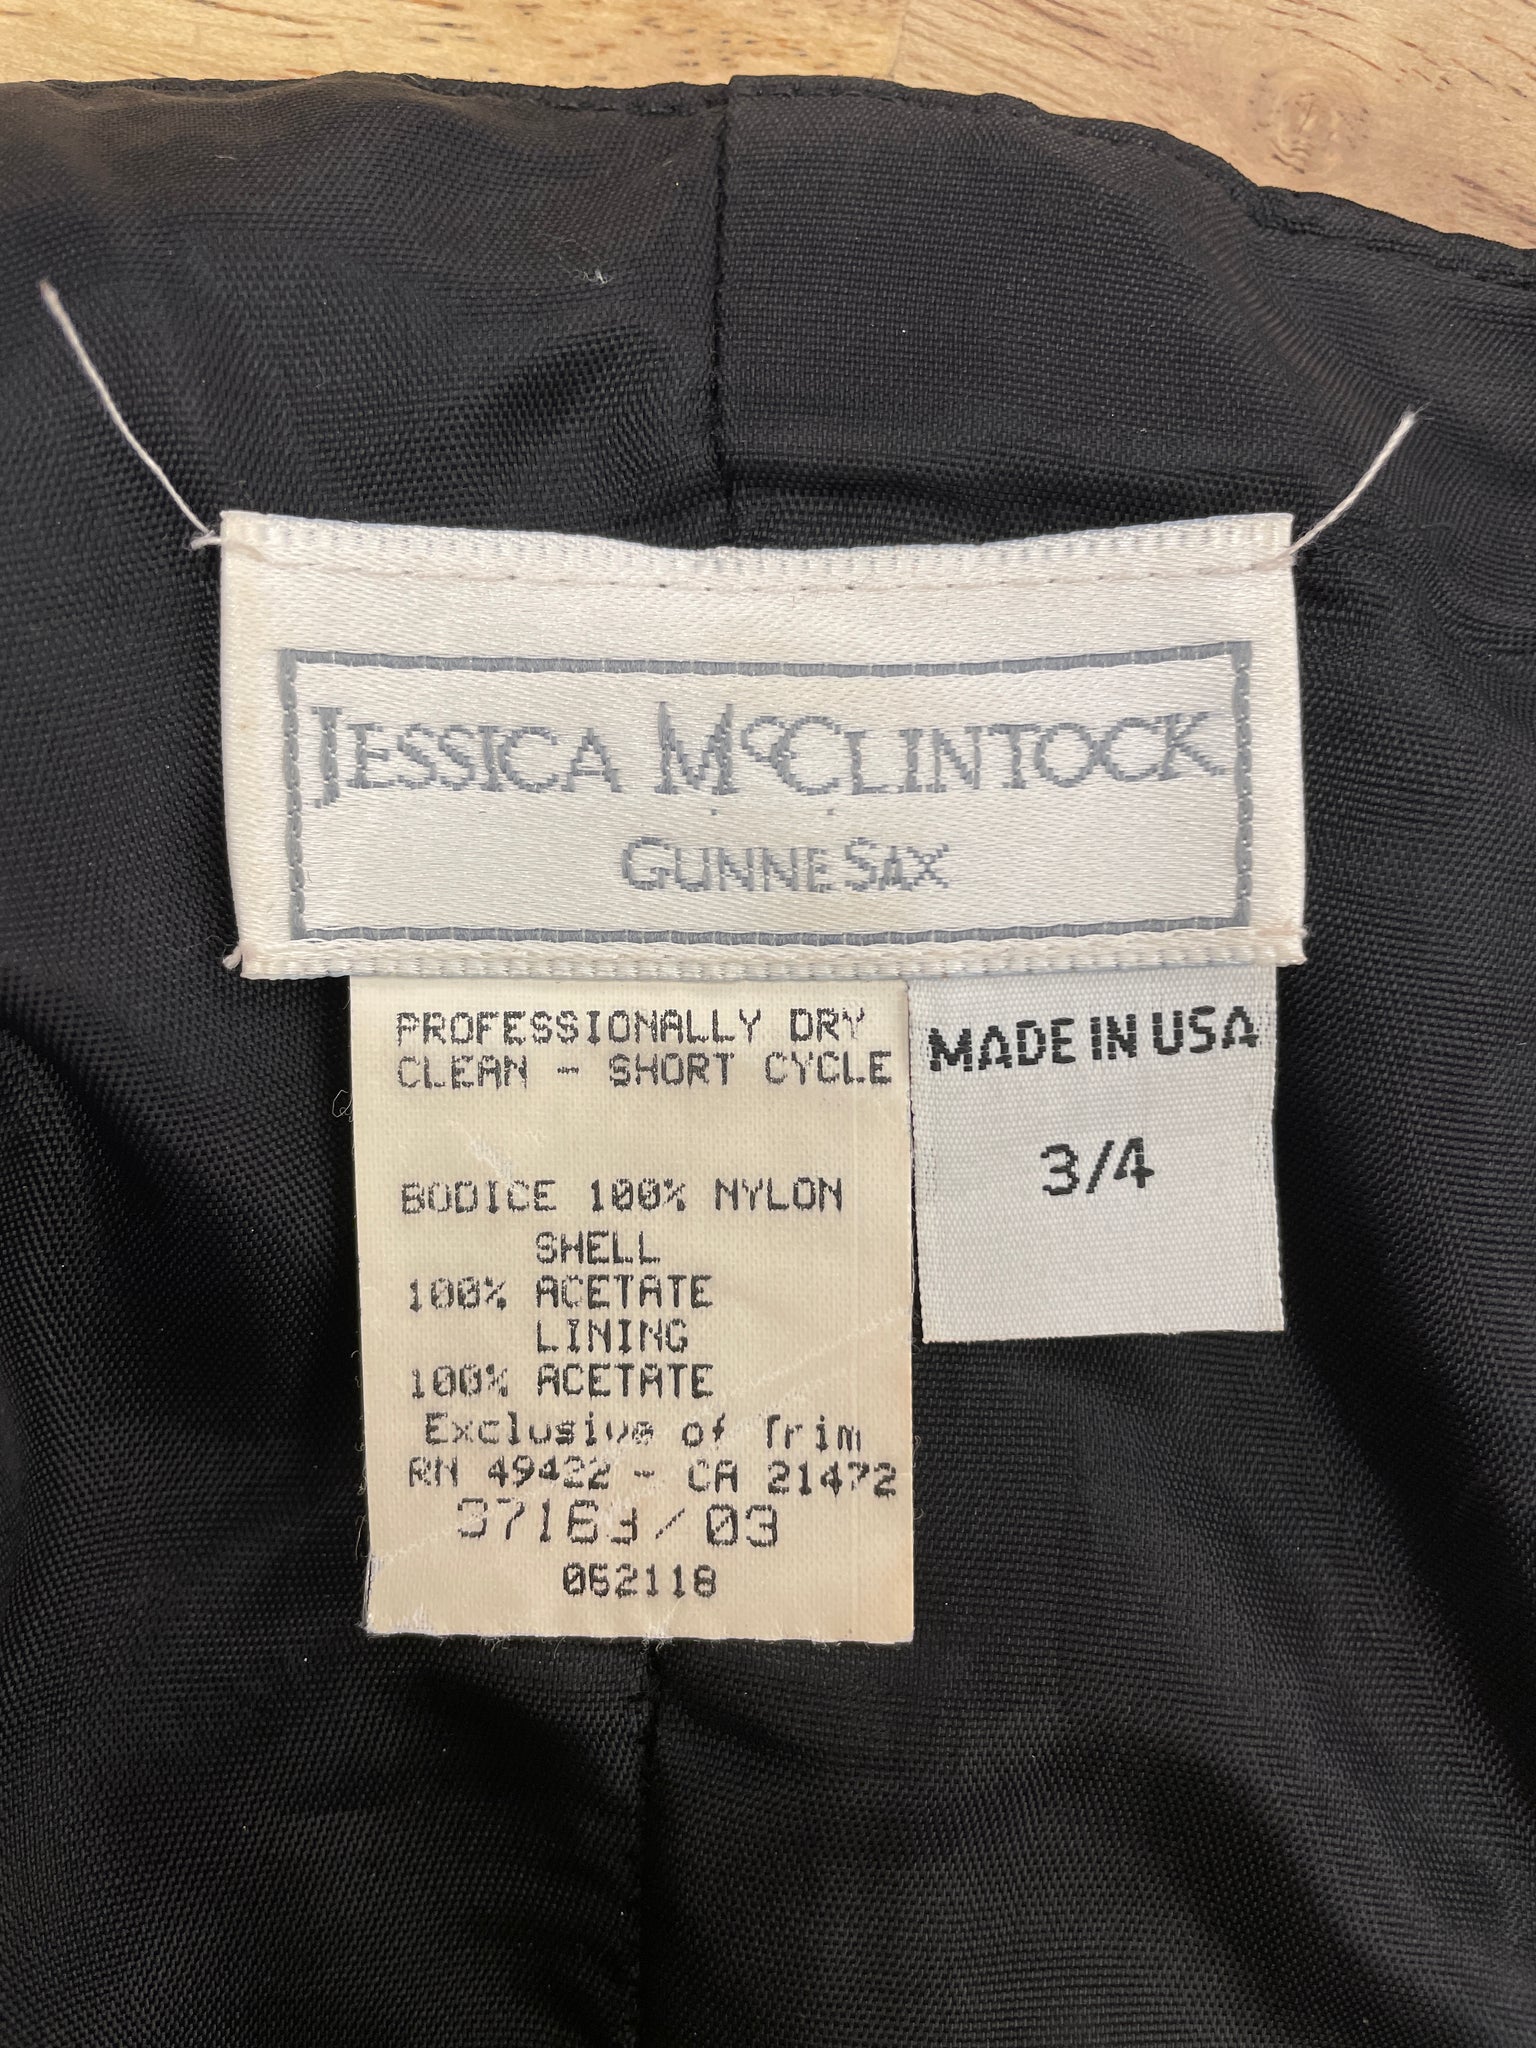 JESSICA McCLINTOCK
GUNNE SAX
PROFESSIONALLY DRY
CLEAN - SHORT CYCLE
BODICE 100% NYLON
SHELL
100% ACETATE
LINING
100% ACETATE
Exclusive of Trim
RN 49422 - CA 21472
37163/03
052118
MADE IN USA
3/4